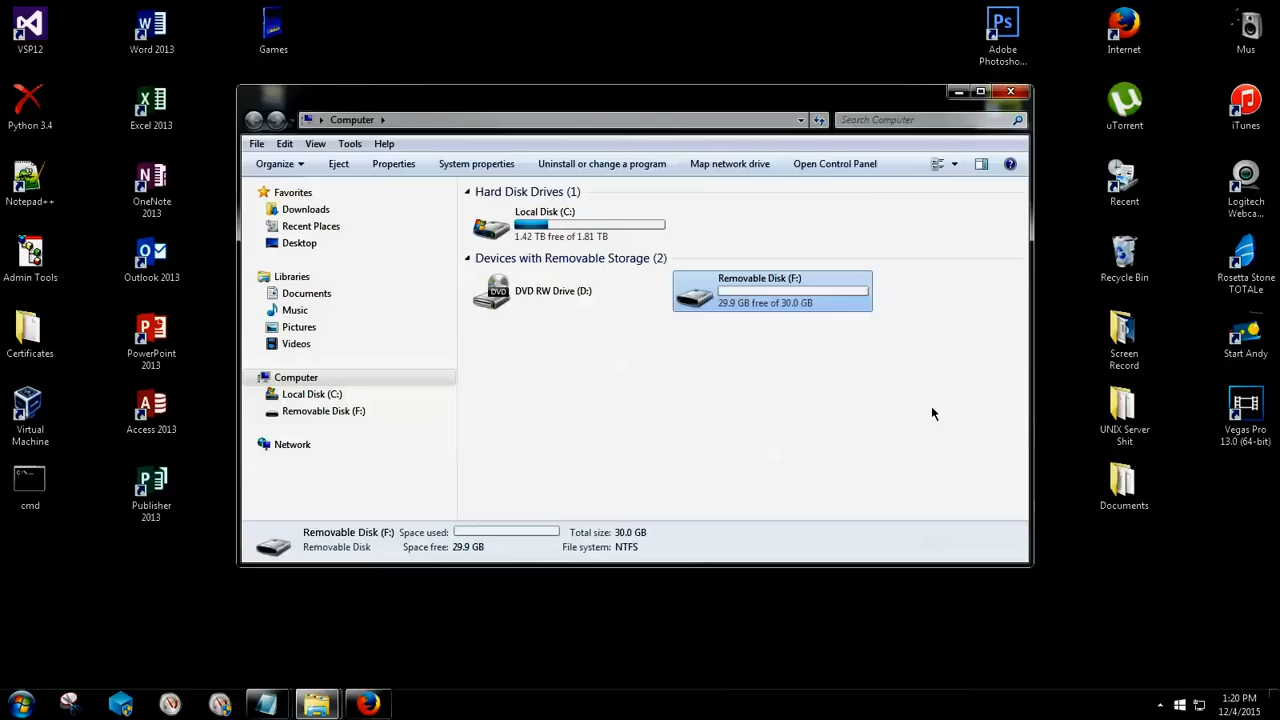 VSP12
Word 2013
Games
Adobe
Photosho...
Internet
Mus
Ps
Computer
Search Computer
Python 3.4
Excel 2013
uTorrent
iTunes
File Edit View Tools Help
Organize Eject Properties System properties Uninstall or change a program Map network drive Open Control Panel
Favorites
Downloads
Recent Places
Desktop
Libraries
Documents
Music
Pictures
Videos
Computer
Local Disk (C:)
Removable Disk (F:)
Network
Hard Disk Drives (1)
Local Disk (C:)
1.42 TB free of 1.81 TB
Devices with Removable Storage (2)
DVD
DVD RW Drive (D:)
Removable Disk (F:)
29.9 GB free of 30.0 GB
Notepad++
OneNote
2013
Recent
Logitech
Webca...
Admin Tools
Outlook 2013
Recycle Bin
Rosetta Stone
TOTALe
Certificates
PowerPoint
2013
Screen
Record
Start Andy
Virtual
Machine
Access 2013
UNIX Server
Shit
Vegas Pro
13.0 (64-bit)
cmd
Publisher
2013
Documents
Removable Disk (F:) Space used: Total size: 30.0 GB
Removable Disk Space free: 29.9 GB File system: NTFS
1:20 PM
12/4/2015